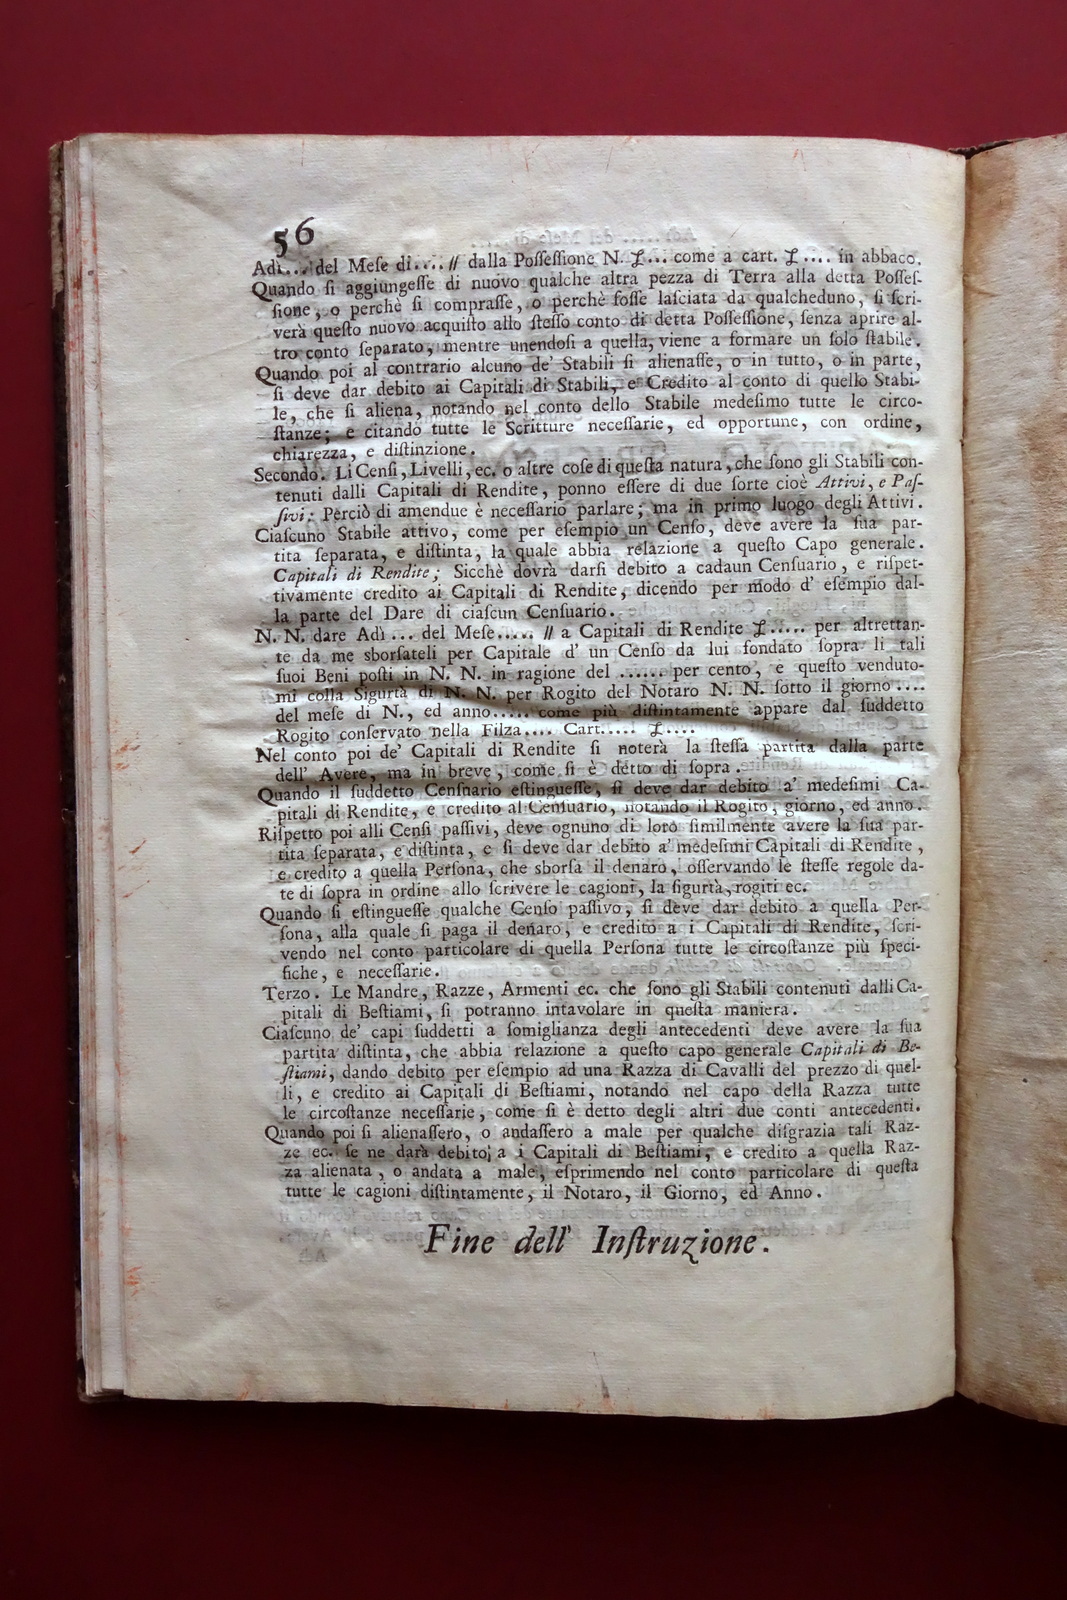 56
Adì... del Meſe di.... // dalla Poſſeſſione N. £... come a cart. £.... in abbaco.
Quando ſi aggiungeſſe di nuovo qualche altra pezza di Terra alla detta Poſſeſ-
ſione, o perchè ſi compraſſe, o perchè foſſe laſciata da qualcheduno, ſi ſcri-
verà queſto nuovo acquiſto allo ſteſſo conto di detta Poſſeſſione, ſenza aprire al-
tro conto ſeparato, mentre unendoſi a quella, viene a formare un ſolo ſtabile.
Quando poi al contrario alcuno de' Stabili ſi alienaſſe, o in tutto, o in parte,
ſi deve dar debito ai Capitali di Stabili, e Credito al conto di quello Stabi-
le, che ſi aliena, notando nel conto dello Stabile medeſimo tutte le circo-
ſtanze; e citando tutte le Scritture neceſſarie, ed opportune, con ordine,
chiarezza, e diſtinzione.
Secondo. Li Cenſi, Livelli, ec. o altre coſe di queſta natura, che ſono gli Stabili con-
tenuti dalli Capitali di Rendite, ponno eſſere di due ſorte cioè Attivi, e Paſ-
ſivi: Perciò di amendue è neceſſario parlare; ma in primo luogo degli Attivi.
Ciaſcuno Stabile attivo, come per eſempio un Cenſo, deve avere la ſua par-
tita ſeparata, e diſtinta, la quale abbia relazione a queſto Capo generale.
Capitali di Rendite; Sicchè dovrà darſi debito a cadaun Cenſuario, e riſpet-
tivamente credito ai Capitali di Rendite, dicendo per modo d' eſempio dal-
la parte del Dare di ciaſcun Cenſuario.
N. N. dare Adì ... del Meſe..... // a Capitali di Rendite £..... per altrettan-
te da me sborſateli per Capitale d' un Cenſo da lui fondato ſopra li tali
ſuoi Beni poſti in N. N. in ragione del ...... per cento, e queſto venduto-
mi colla Sigurtà di N. N. per Rogito del Notaro N. N. ſotto il giorno....
del meſe di N., ed anno..... come più diſtintamente appare dal ſuddetto
Rogito conſervato nella Filza.... Cart..... £....
Nel conto poi de' Capitali di Rendite ſi noterà la ſteſſa partita dalla parte
dell' Avere, ma in breve, come ſi è detto di ſopra.
Quando il ſuddetto Cenſuario eſtingueſſe, ſi deve dar debito a' medeſimi Ca-
pitali di Rendite, e credito al Cenſuario, notando il Rogito, giorno, ed anno.
Riſpetto poi alli Cenſi paſſivi, deve ognuno di loro ſimilmente avere la ſua par-
tita ſeparata, e diſtinta, e ſi deve dar debito a' medeſimi Capitali di Rendite,
e credito a quella Perſona, che sborſa il denaro, oſſervando le ſteſſe regole da-
te di ſopra in ordine allo ſcrivere le cagioni, la ſigurtà, rogiti ec.
Quando ſi eſtingueſſe qualche Cenſo paſſivo, ſi deve dar debito a quella Per-
ſona, alla quale ſi paga il denaro, e credito a i Capitali di Rendite, ſcri-
vendo nel conto particolare di quella Perſona tutte le circoſtanze più ſpeci-
fiche, e neceſſarie.
Terzo. Le Mandre, Razze, Armenti ec. che ſono gli Stabili contenuti dalli Ca-
pitali di Beſtiami, ſi potranno intavolare in queſta maniera.
Ciaſcuno de' capi ſuddetti a ſomiglianza degli antecedenti deve avere la ſua
partita diſtinta, che abbia relazione a queſto capo generale Capitali di Be-
ſtiami, dando debito per eſempio ad una Razza di Cavalli del prezzo di quel-
li, e credito ai Capitali di Beſtiami, notando nel capo della Razza tutte
le circoſtanze neceſſarie, come ſi è detto degli altri due conti antecedenti.
Quando poi ſi alienaſſero, o andaſſero a male per qualche diſgrazia tali Raz-
ze ec. ſe ne darà debito a i Capitali di Beſtiami, e credito a quella Raz-
za alienata, o andata a male, eſprimendo nel conto particolare di queſta
tutte le cagioni diſtintamente, il Notaro, il Giorno, ed Anno.
Fine dell' Inſtruzione.